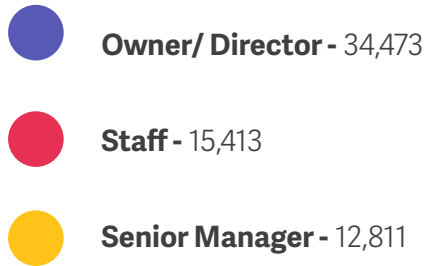 Owner/ Director - 34,473
Staff - 15,413
Senior Manager - 12,811